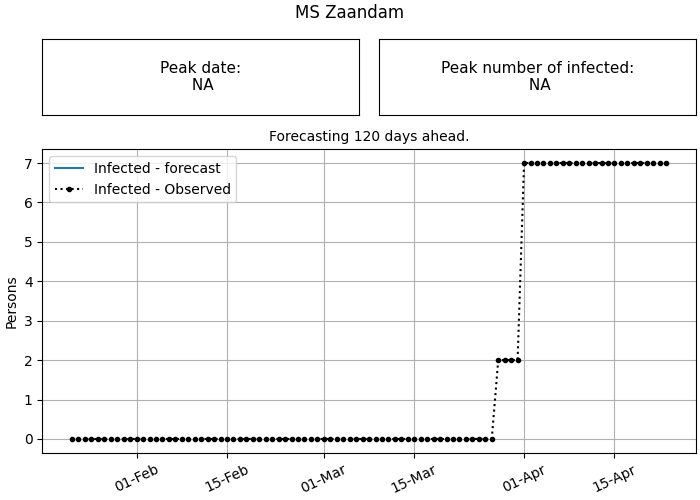 MS Zaandam
Peak date:
NA
Peak number of infected:
NA
Forecasting 120 days ahead.
Infected - forecast
Infected - Observed
Persons
7
6
5
4
3
2
1
0
01-Feb
15-Feb
01-Mar
15-Mar
01-Apr
15-Apr